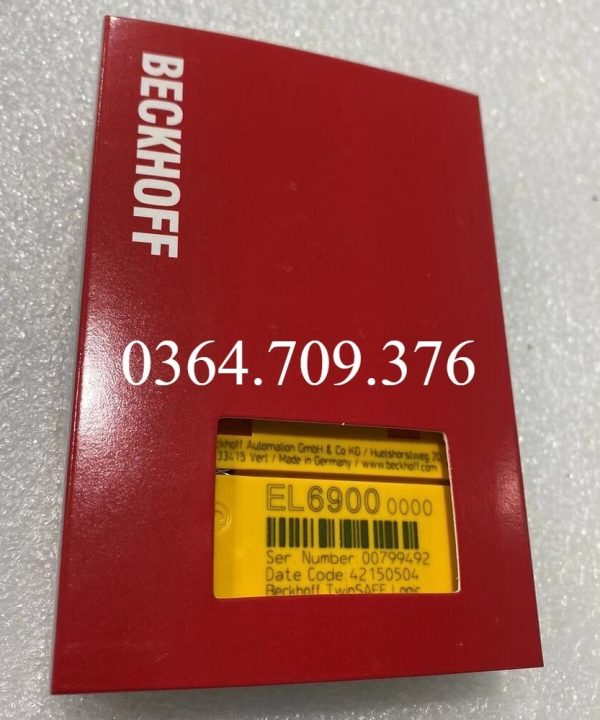 BECKHOFF
0364.709.376
ckhoff Automation GmbH & Co KG / Huelshorstweg 20
33415 Verl / Made in Germany / www.beckhoff.com
EL6900 0000
Ser. Number: 00799492
Date Code: 42150504
Beckhoff TwinSAFE Logic